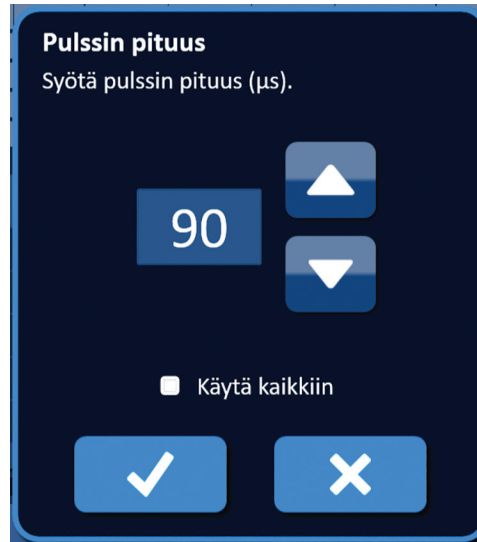 Pulssin pituus
Syötä pulssin pituus (μs).
90
Käytä kaikkiin